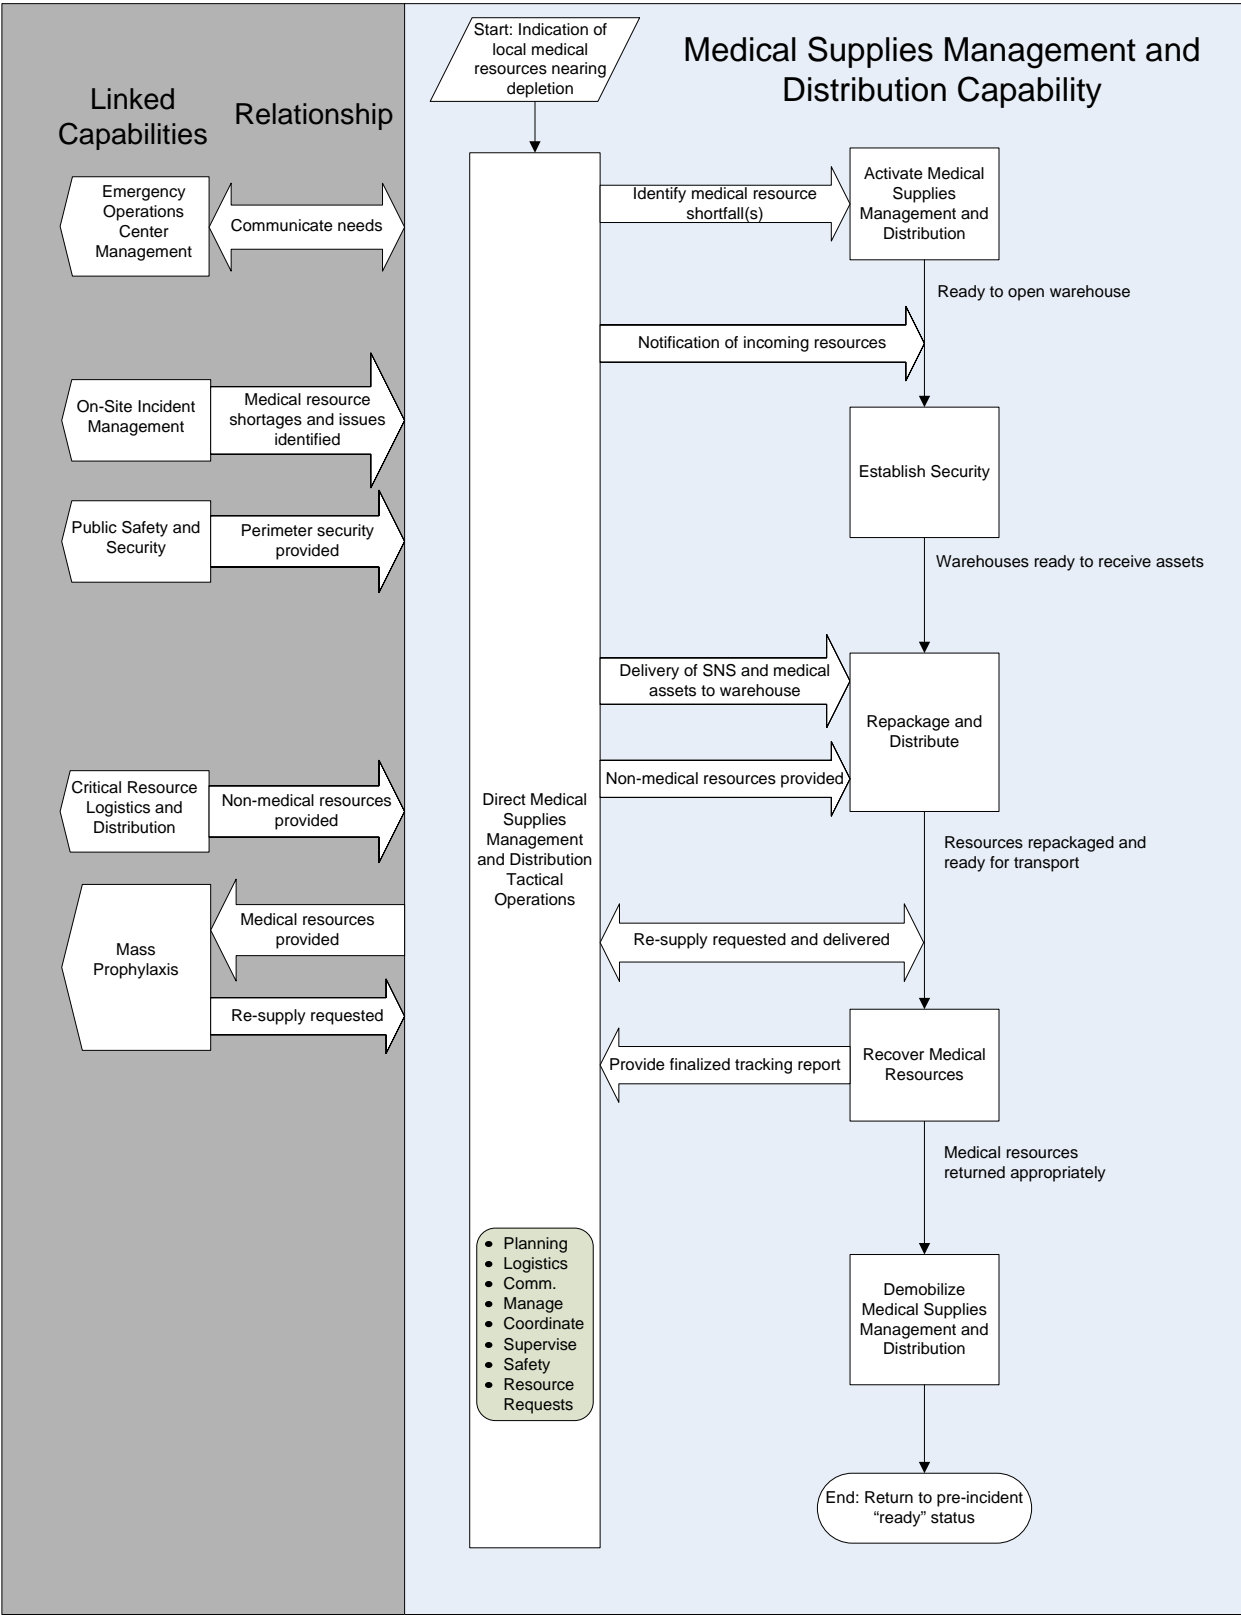 Start: Indication of
local medical
resources nearing
depletion
Medical Supplies Management and
Distribution Capability
Linked
Capabilities
Relationship
Emergency
Operations
Center
Management
Communicate needs
Identify medical resource
shortfall(s)
Activate Medical
Supplies
Management and
Distribution
Ready to open warehouse
Notification of incoming resources
On-Site Incident
Management
Medical resource
shortages and issues
identified
Establish Security
Public Safety and
Security
Perimeter security
provided
Warehouses ready to receive assets
Delivery of SNS and medical
assets to warehouse
Repackage and
Distribute
Non-medical resources provided
Critical Resource
Logistics and
Distribution
Non-medical resources
provided
Direct Medical
Supplies
Management
and Distribution
Tactical
Operations
Resources repackaged and
ready for transport
Mass
Prophylaxis
Medical resources
provided
Re-supply requested
Re-supply requested and delivered
Provide finalized tracking report
Recover Medical
Resources
Medical resources
returned appropriately
• Planning
• Logistics
• Comm.
• Manage
• Coordinate
• Supervise
• Safety
• Resource
Requests
Demobilize
Medical Supplies
Management and
Distribution
End: Return to pre-incident
“ready” status